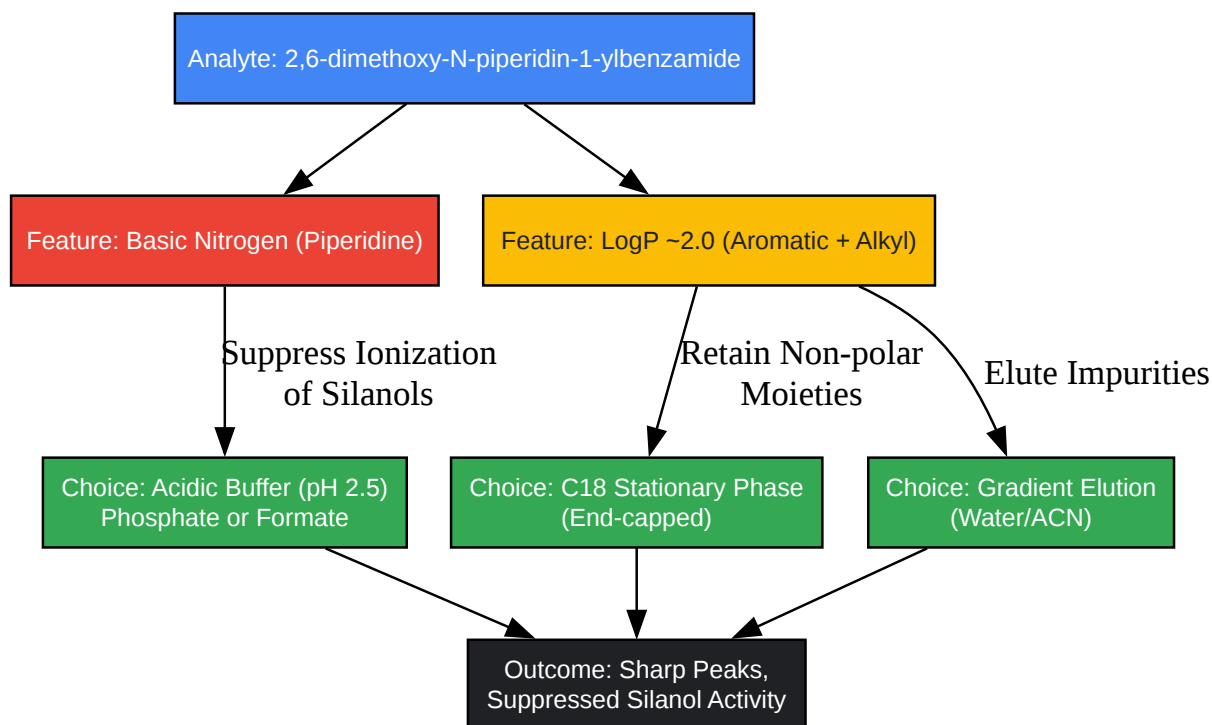 Analyte: 2,6-dimethoxy-N-piperidin-1-ylbenzamide
Feature: Basic Nitrogen (Piperidine)
Feature: LogP ~2.0 (Aromatic + Alkyl)
Suppress Ionization
of Silanols
Retain Non-polar
Moieties
Elute Impurities
Choice: Acidic Buffer (pH 2.5)
Phosphate or Formate
Choice: C18 Stationary Phase
(End-capped)
Choice: Gradient Elution
(Water/ACN)
Outcome: Sharp Peaks,
Suppressed Silanol Activity